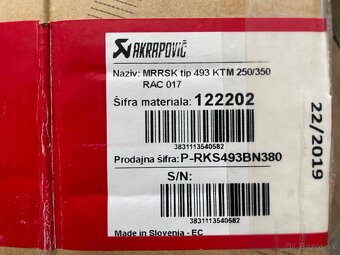 AKRAPOVIČ
Naziv: MRRSK tip 493 KTM 250/350
RAC 017
Šifra materiala: 122202
3831113540582
Prodajna šifra: P-RKS493BN380
S/N:
3831113540582
Made in Slovenia - EC
22/2019